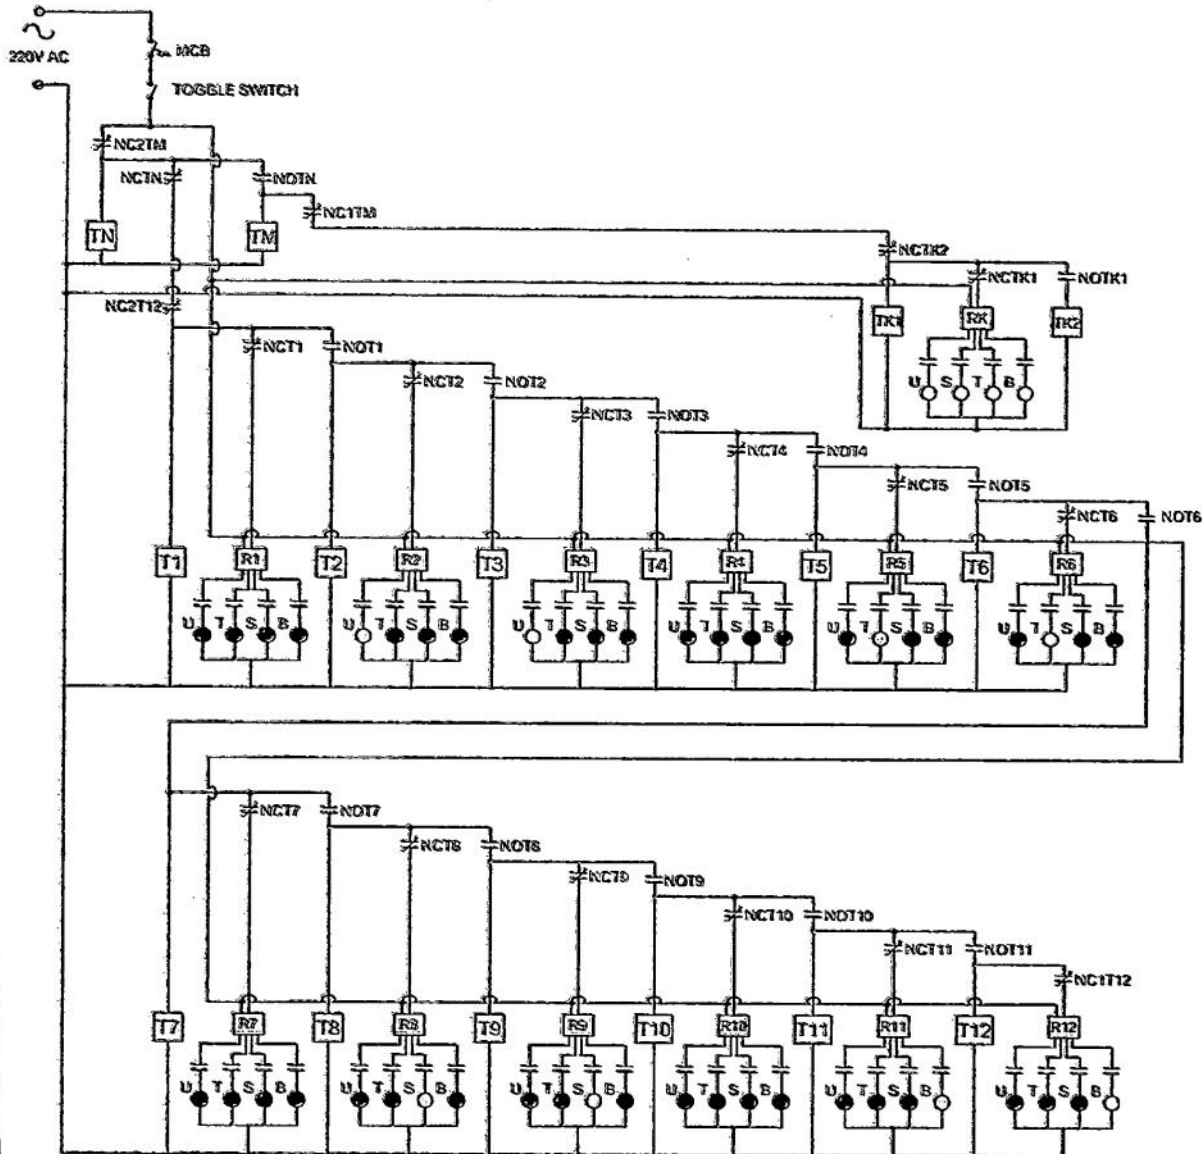 220V AC
MCB
TOGGLE SWITCH
NC2TM
NCTN
NOTN
NC1TM
TN
TM
NCTK2
NCTK1
NOTK1
TK1
RK
TK2
U S T B
NC2T12
NCT1
NOT1
NCT2
NOT2
NCT3
NOT3
NCT4
NOT4
NCT5
NOT5
NCT6
NOT6
T1 R1 T2 R2 T3 R3 T4 R4 T5 R5 T6 R6
U T S B U T S B U T S B U T S B U T S B U T S B
NCT7
NOT7
NCT8
NOT8
NCT9
NOT9
NCT10
NOT10
NCT11
NOT11
NC1T12
T7 R7 T8 R8 T9 R9 T10 R10 T11 R11 T12 R12
U T S B U T S B U T S B U T S B U T S B U T S B